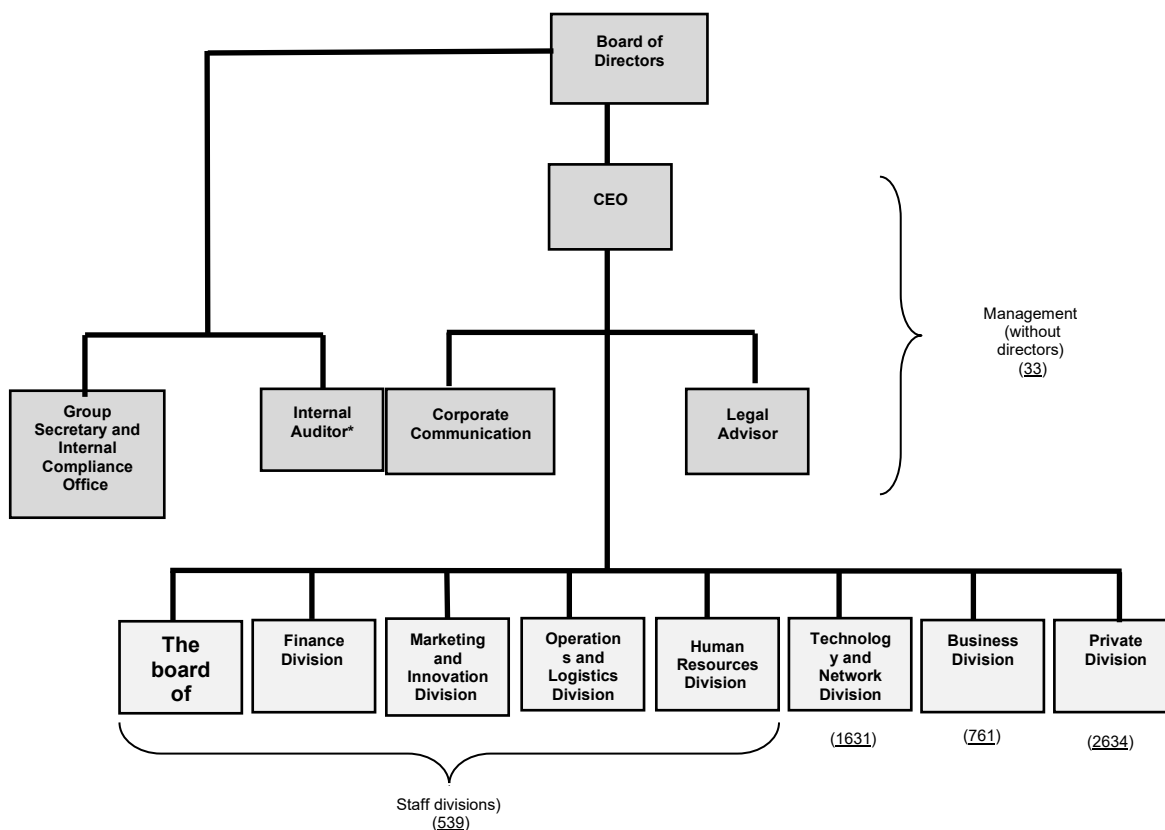 Board of
Directors
CEO
Management
(without
directors)
(33)
Group
Secretary and
Internal
Compliance
Office
Internal
Auditor*
Corporate
Communication
Legal
Advisor
The
board
of
Finance
Division
Marketing
and
Innovation
Division
Operation
s and
Logistics
Division
Human
Resources
Division
Technolog
y and
Network
Division
Business
Division
Private
Division
(1631)
(761)
(2634)
Staff divisions)
(539)